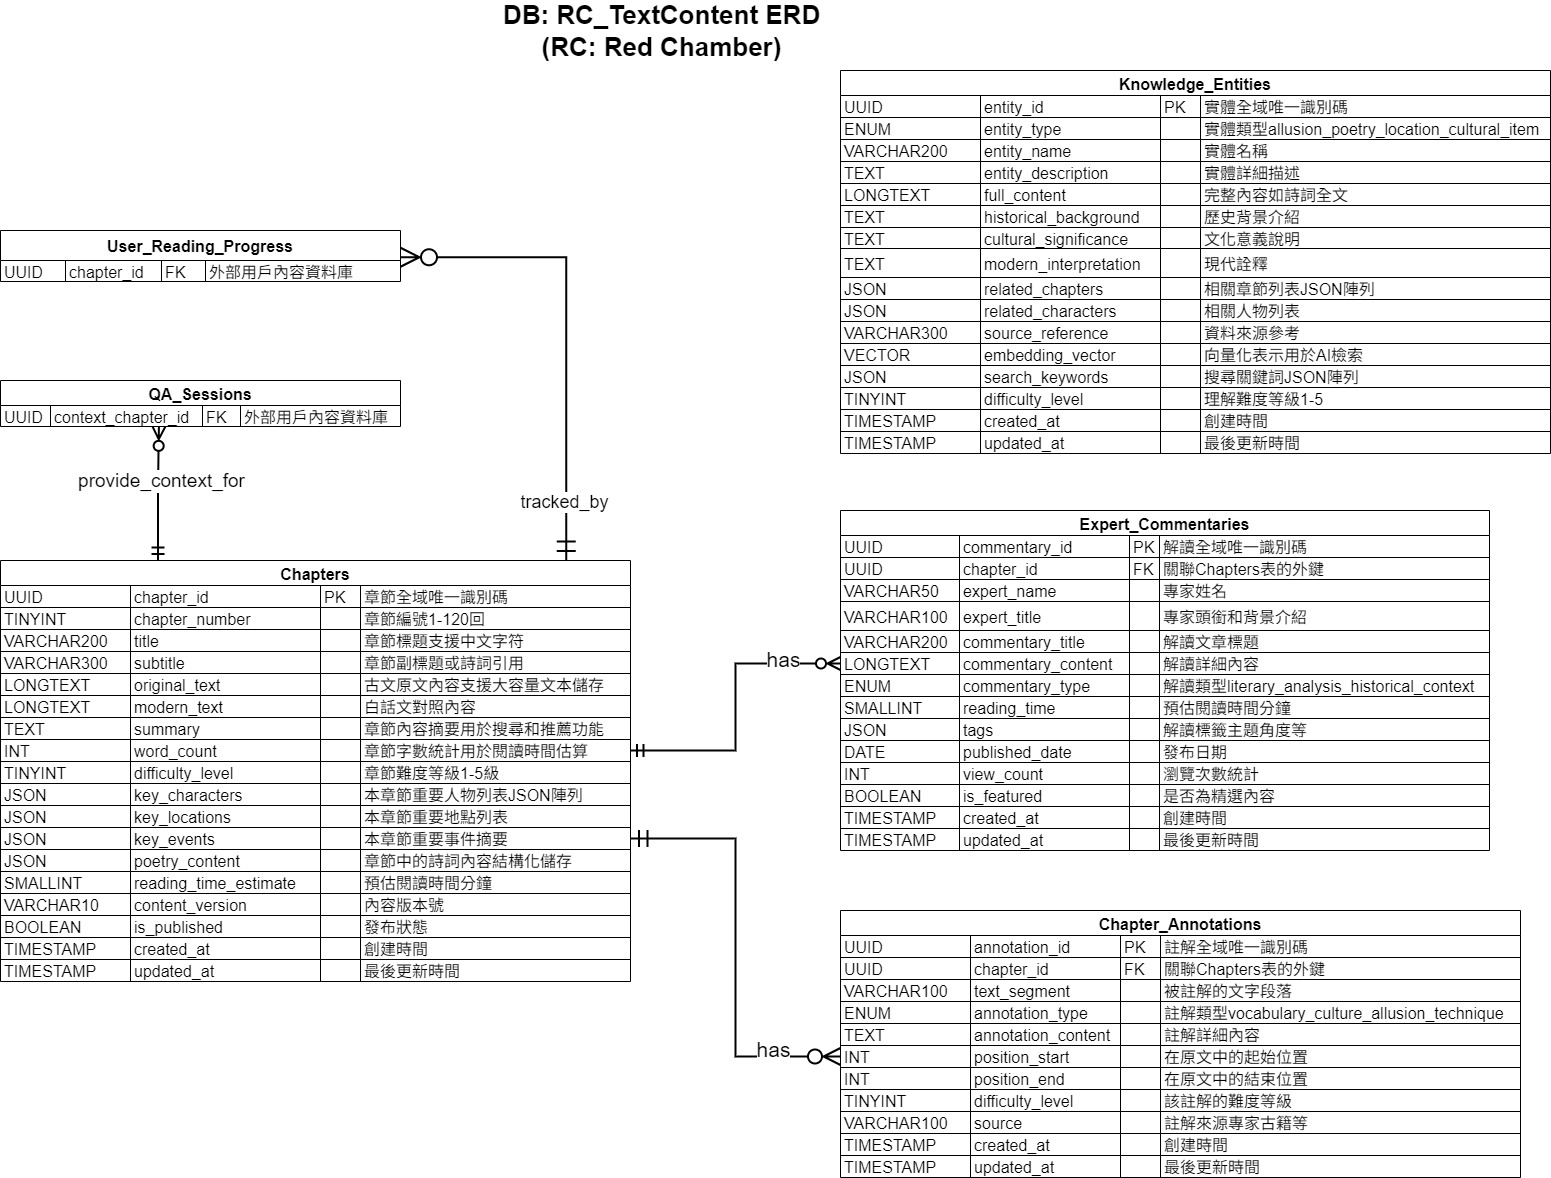 DB: RC_TextContent ERD
(RC: Red Chamber)
Knowledge_Entities
UUID entity_id PK 實體全域唯一識別碼
ENUM entity_type 實體類型allusion_poetry_location_cultural_item
VARCHAR200 entity_name 實體名稱
TEXT entity_description 實體詳細描述
LONGTEXT full_content 完整內容如詩詞全文
TEXT historical_background 歷史背景介紹
TEXT cultural_significance 文化意義說明
TEXT modern_interpretation 現代詮釋
JSON related_chapters 相關章節列表JSON陣列
JSON related_characters 相關人物列表
VARCHAR300 source_reference 資料來源參考
VECTOR embedding_vector 向量化表示用於AI檢索
JSON search_keywords 搜尋關鍵詞JSON陣列
TINYINT difficulty_level 理解難度等級1-5
TIMESTAMP created_at 創建時間
TIMESTAMP updated_at 最後更新時間
User_Reading_Progress
UUID chapter_id FK 外部用戶內容資料庫
QA_Sessions
UUID context_chapter_id FK 外部用戶內容資料庫
provide_context_for
tracked_by
Chapters
UUID chapter_id PK 章節全域唯一識別碼
TINYINT chapter_number 章節編號1-120回
VARCHAR200 title 章節標題支援中文字符
VARCHAR300 subtitle 章節副標題或詩詞引用
LONGTEXT original_text 古文原文內容支援大容量文本儲存
LONGTEXT modern_text 白話文對照內容
TEXT summary 章節內容摘要用於搜尋和推薦功能
INT word_count 章節字數統計用於閱讀時間估算
TINYINT difficulty_level 章節難度等級1-5級
JSON key_characters 本章節重要人物列表JSON陣列
JSON key_locations 本章節重要地點列表
JSON key_events 本章節重要事件摘要
JSON poetry_content 章節中的詩詞內容結構化儲存
SMALLINT reading_time_estimate 預估閱讀時間分鐘
VARCHAR10 content_version 內容版本號
BOOLEAN is_published 發布狀態
TIMESTAMP created_at 創建時間
TIMESTAMP updated_at 最後更新時間
has
Expert_Commentaries
UUID commentary_id PK 解讀全域唯一識別碼
UUID chapter_id FK 關聯Chapters表的外鍵
VARCHAR50 expert_name 專家姓名
VARCHAR100 expert_title 專家頭銜和背景介紹
VARCHAR200 commentary_title 解讀文章標題
LONGTEXT commentary_content 解讀詳細內容
ENUM commentary_type 解讀類型literary_analysis_historical_context
SMALLINT reading_time 預估閱讀時間分鐘
JSON tags 解讀標籤主題角度等
DATE published_date 發布日期
INT view_count 瀏覽次數統計
BOOLEAN is_featured 是否為精選內容
TIMESTAMP created_at 創建時間
TIMESTAMP updated_at 最後更新時間
has
Chapter_Annotations
UUID annotation_id PK 註解全域唯一識別碼
UUID chapter_id FK 關聯Chapters表的外鍵
VARCHAR100 text_segment 被註解的文字段落
ENUM annotation_type 註解類型vocabulary_culture_allusion_technique
TEXT annotation_content 註解詳細內容
INT position_start 在原文中的起始位置
INT position_end 在原文中的結束位置
TINYINT difficulty_level 該註解的難度等級
VARCHAR100 source 註解來源專家古籍等
TIMESTAMP created_at 創建時間
TIMESTAMP updated_at 最後更新時間